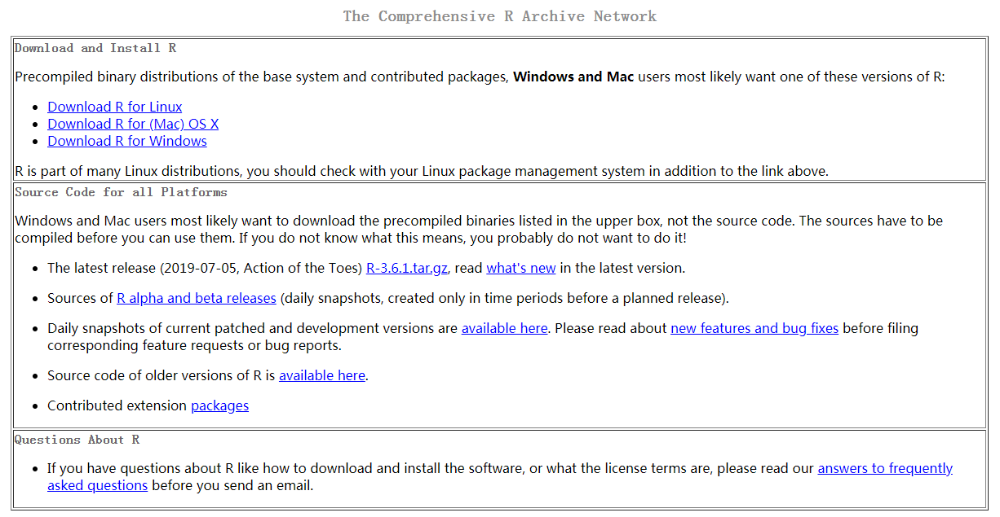 The Comprehensive R Archive Network
Download and Install R
Precompiled binary distributions of the base system and contributed packages, Windows and Mac users most likely want one of these versions of R:
Download R for Linux
Download R for (Mac) OS X
Download R for Windows
R is part of many Linux distributions, you should check with your Linux package management system in addition to the link above.
Source Code for all Platforms
Windows and Mac users most likely want to download the precompiled binaries listed in the upper box, not the source code. The sources have to be
compiled before you can use them. If you do not know what this means, you probably do not want to do it!
The latest release (2019-07-05, Action of the Toes) R-3.6.1.tar.gz, read what's new in the latest version.
Sources of R alpha and beta releases (daily snapshots, created only in time periods before a planned release).
Daily snapshots of current patched and development versions are available here. Please read about new features and bug fixes before filing
corresponding feature requests or bug reports.
Source code of older versions of R is available here.
Contributed extension packages
Questions About R
If you have questions about R like how to download and install the software, or what the license terms are, please read our answers to frequently
asked questions before you send an email.